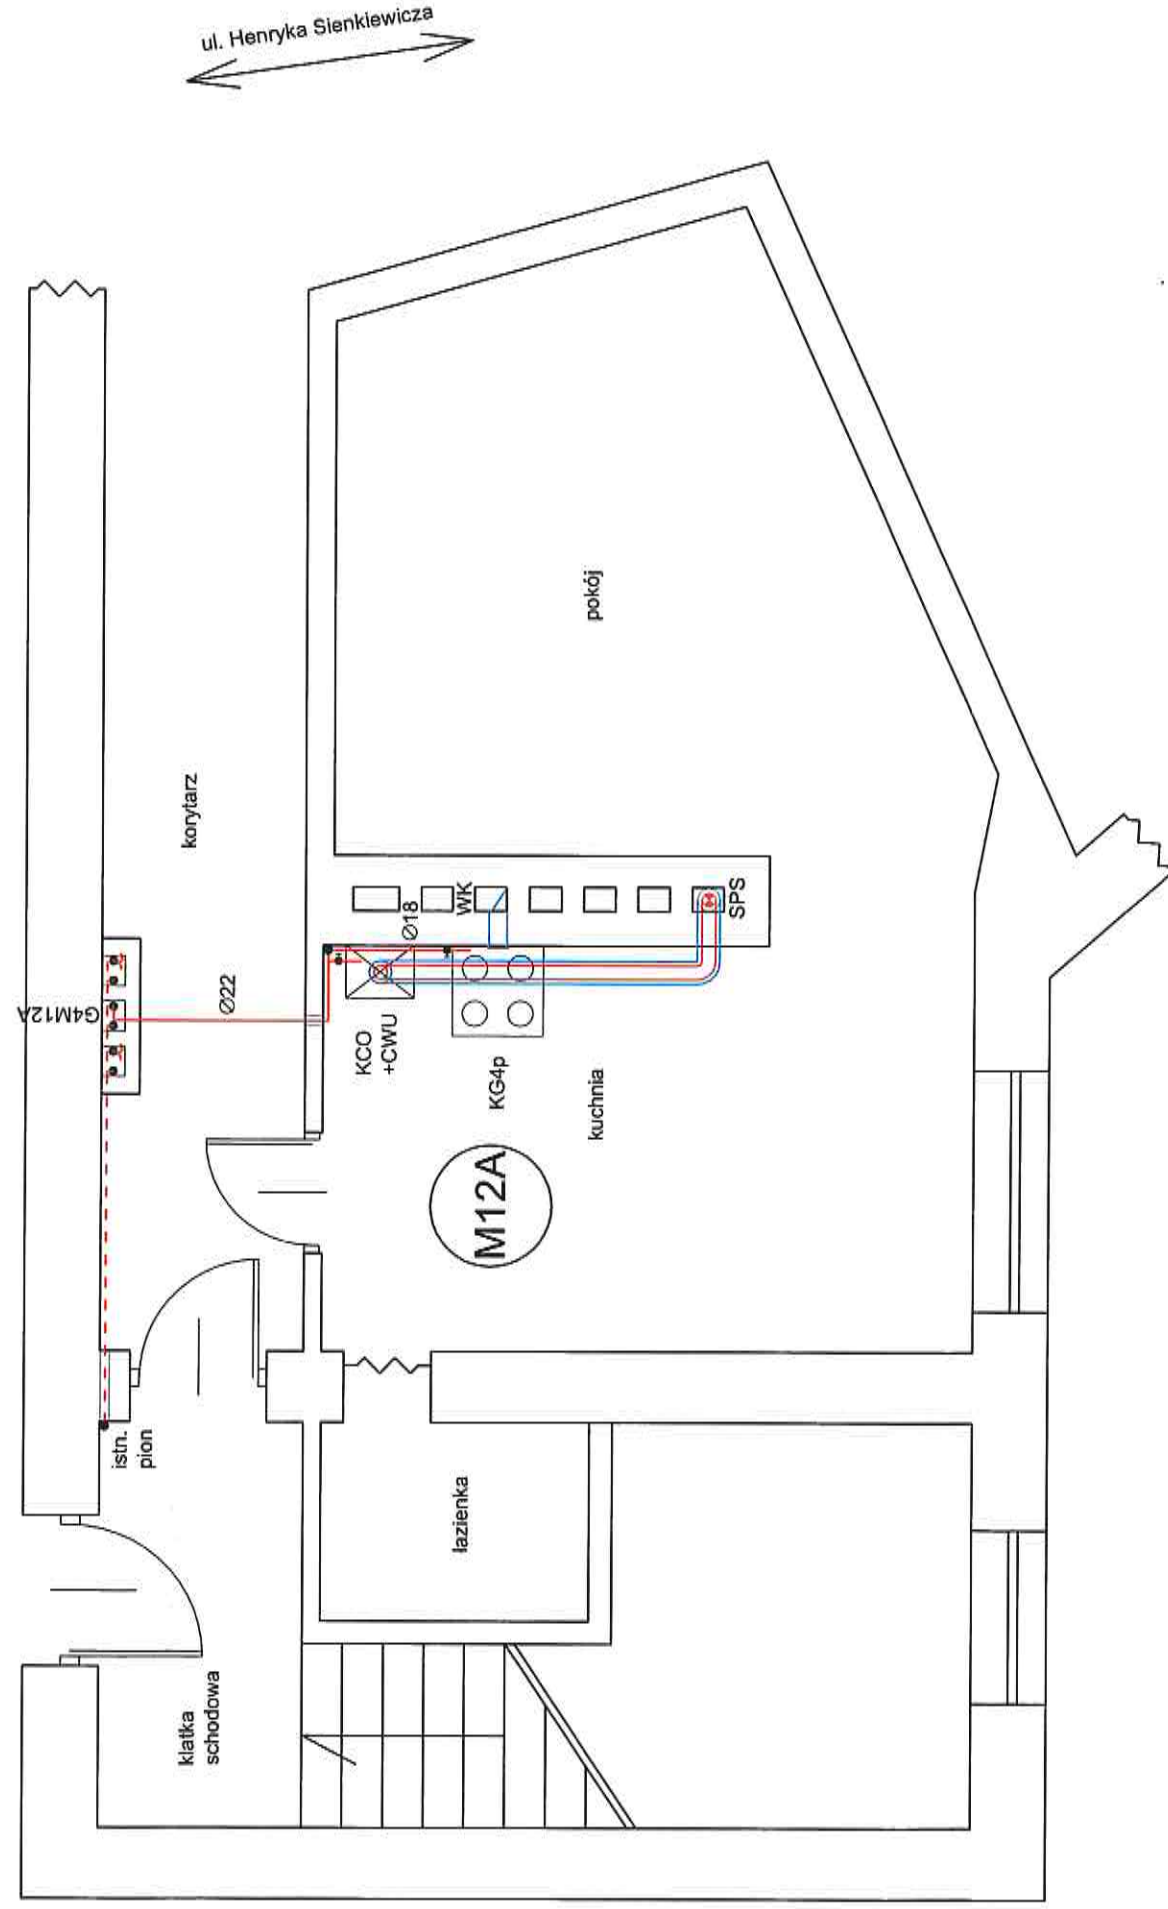 ul. Henryka Sienkiewicza
korytarz
pokój
G4M12A
Ø22
Ø18
WK
SPS
KCO
+CWU
KG4p
kuchnia
M12A
istn.
pion
łazienka
klatka
schodowa